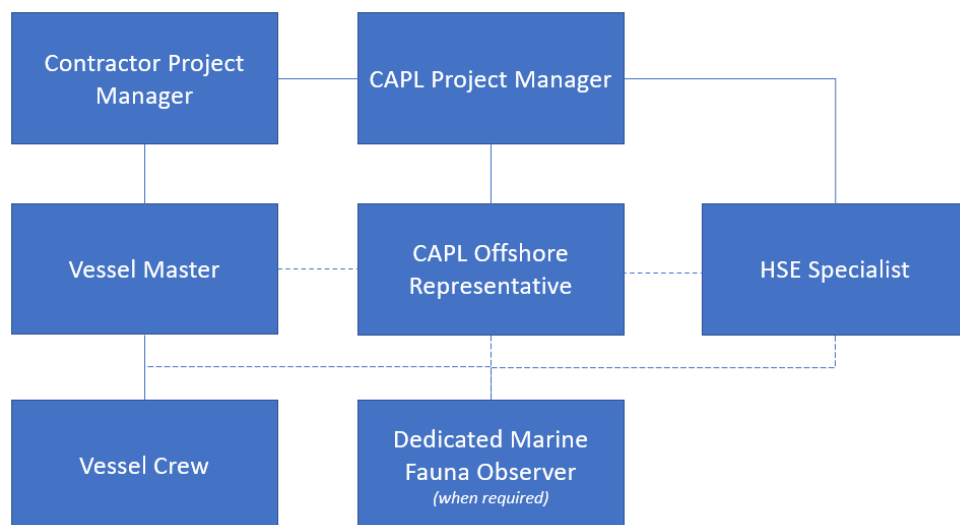 Contractor Project
Manager
CAPL Project Manager
Vessel Master
CAPL Offshore
Representative
HSE Specialist
Vessel Crew
Dedicated Marine
Fauna Observer
(when required)